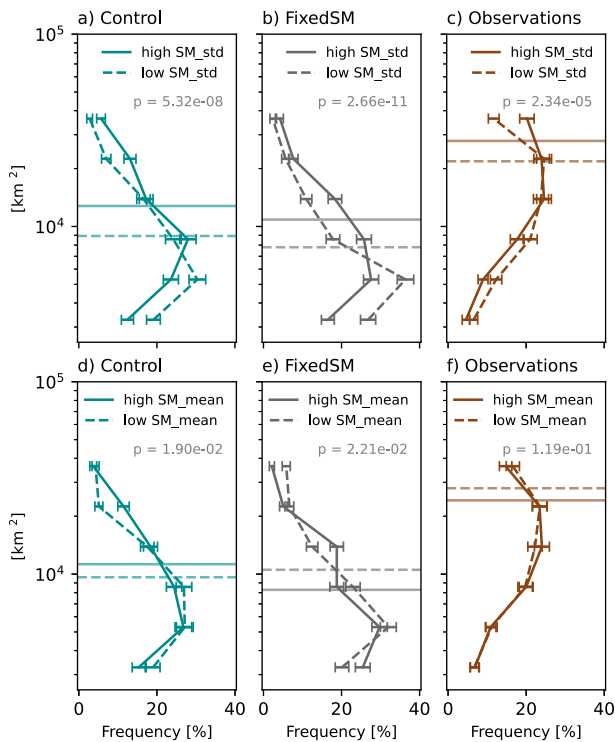 a) Control
b) FixedSM
c) Observations
10^5
high SM_std
low SM_std
p = 5.32e-08
high SM_std
low SM_std
p = 2.66e-11
high SM_std
low SM_std
p = 2.34e-05
[km^2]
10^4
d) Control
e) FixedSM
f) Observations
10^5
high SM_mean
low SM_mean
p = 1.90e-02
high SM_mean
low SM_mean
p = 2.21e-02
high SM_mean
low SM_mean
p = 1.19e-01
[km^2]
10^4
0 20 40
0 20 40
0 20 40
Frequency [%]
Frequency [%]
Frequency [%]